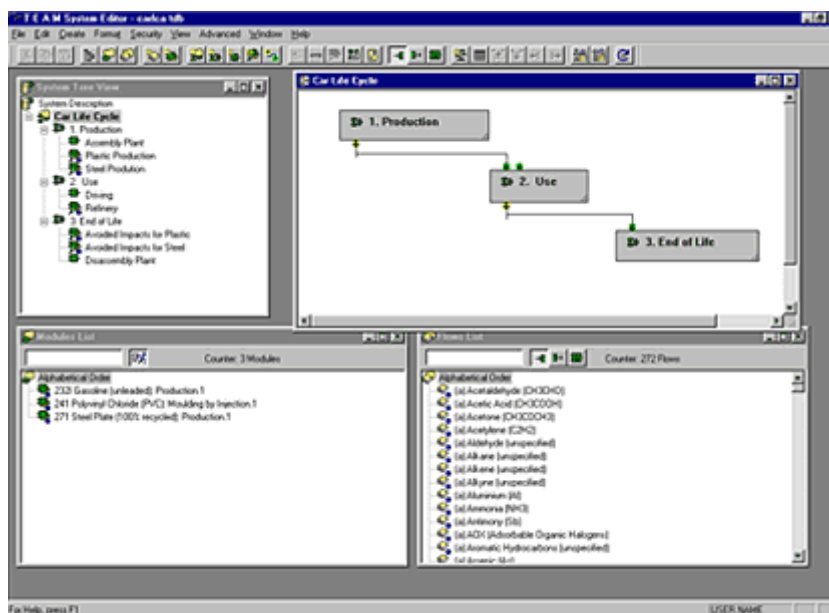 T E A M System Editor - carlca.tdb
File Edit Create Format Security View Advanced Window Help
System Tree View
System Description
Car Life Cycle
1. Production
Assembly Plant
Plastic Production
Steel Prodution
2. Use
Driving
Refinery
3. End of Life
Avoided Impacts for Plastic
Avoided Impacts for Steel
Disassembly Plant
Car Life Cycle
1. Production
2. Use
3. End of Life
Modules List
Counter: 3 Modules
Alphabetical Order
232I Gasoline (unleaded): Production.1
241 Polyvinyl Chloride (PVC): Moulding by Injection.1
271 Steel Plate (100% recycled): Production.1
Flows List
Counter: 272 Flows
Alphabetical Order
(a) Acetaldehyde (CH3CHO)
(a) Acetic Acid (CH3COOH)
(a) Acetone (CH3COCH3)
(a) Acetylene (C2H2)
(a) Aldehyde (unspecified)
(a) Alkane (unspecified)
(a) Alkene (unspecified)
(a) Alkyne (unspecified)
(a) Aluminium (Al)
(a) Ammonia (NH3)
(a) Antimony (Sb)
(a) AOX (Adsorbable Organic Halogens)
(a) Aromatic Hydrocarbons (unspecified)
(a) Arsenic (As)
For Help, press F1
USER NAME